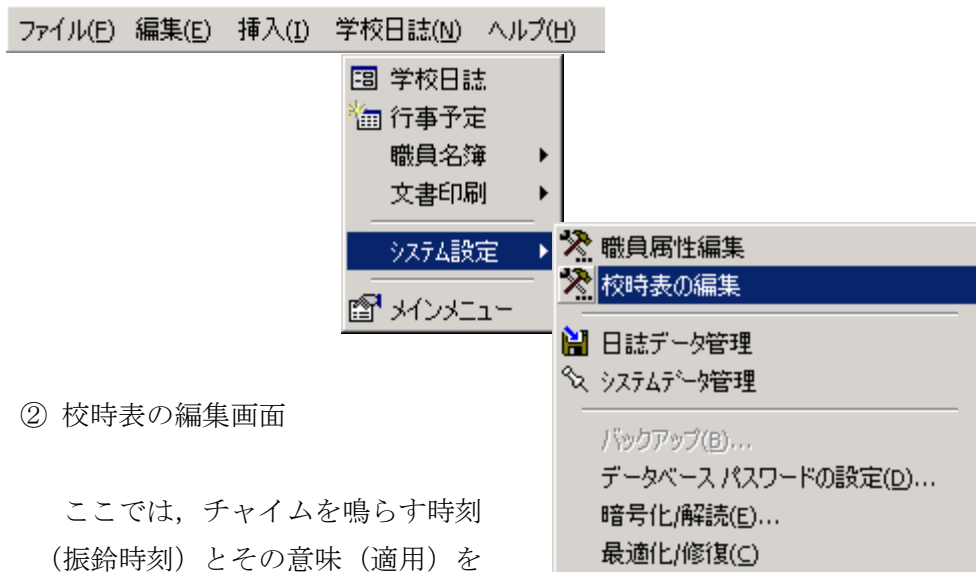 ファイル(F) 編集(E) 挿入(I) 学校日誌(N) ヘルプ(H)
学校日誌
行事予定
職員名簿
文書印刷
システム設定
メインメニュー
職員属性編集
校時表の編集
日誌データ管理
システムデータ管理
バックアップ(B)...
データベース パスワードの設定(D)...
暗号化/解読(E)...
最適化/修復(C)
② 校時表の編集画面
ここでは，チャイムを鳴らす時刻
（振鈴時刻）とその意味（適用）を